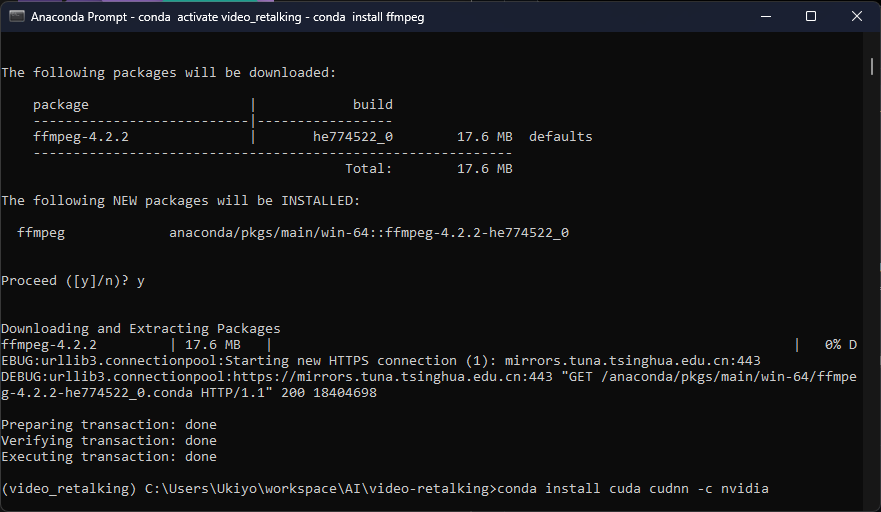 Anaconda Prompt - conda  activate video_retalking - conda  install ffmpeg
The following packages will be downloaded:
    package                    |            build
    ---------------------------|-----------------
    ffmpeg-4.2.2               |       he774522_0        17.6 MB  defaults
    ------------------------------------------------------------
                                           Total:        17.6 MB
The following NEW packages will be INSTALLED:
  ffmpeg             anaconda/pkgs/main/win-64::ffmpeg-4.2.2-he774522_0
Proceed ([y]/n)? y
Downloading and Extracting Packages
ffmpeg-4.2.2         | 17.6 MB   |                                                                  |   0% D
EBUG:urllib3.connectionpool:Starting new HTTPS connection (1): mirrors.tuna.tsinghua.edu.cn:443
DEBUG:urllib3.connectionpool:https://mirrors.tuna.tsinghua.edu.cn:443 "GET /anaconda/pkgs/main/win-64/ffmpe
g-4.2.2-he774522_0.conda HTTP/1.1" 200 18404698
Preparing transaction: done
Verifying transaction: done
Executing transaction: done
(video_retalking) C:\Users\Ukiyo\workspace\AI\video-retalking>conda install cuda cudnn -c nvidia